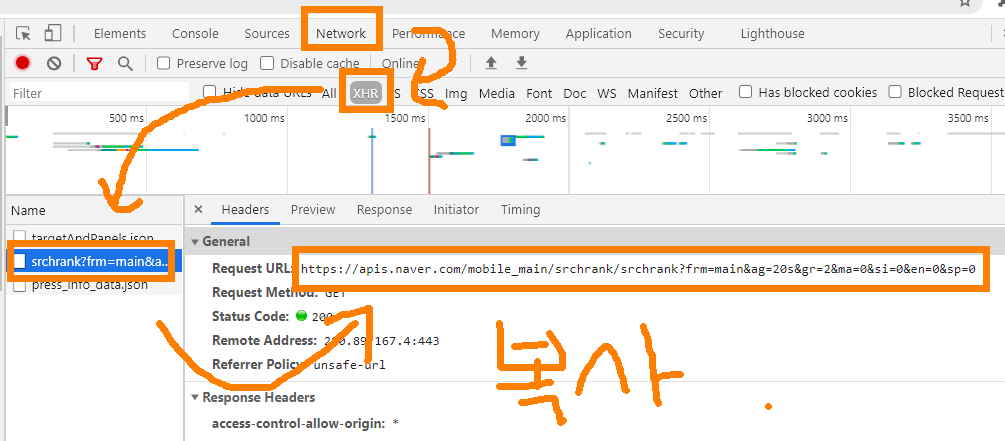 Elements Console Sources Network Performance Memory Application Security Lighthouse
Preserve log Disable cache Online
Filter Hide data URLs All XHR JS CSS Img Media Font Doc WS Manifest Other Has blocked cookies Blocked Request
500 ms 1000 ms 1500 ms 2000 ms 2500 ms 3000 ms 3500 ms
Name
× Headers Preview Response Initiator Timing
targetAndPanels.json
srchrank?frm=main&a...
press_info_data.json
▼ General
Request URL: https://apis.naver.com/mobile_main/srchrank/srchrank?frm=main&ag=20s&gr=2&ma=0&si=0&en=0&sp=0
Request Method: GET
Status Code: 200
Remote Address: 167.4:443
Referrer Policy: unsafe-url
복사.
▼ Response Headers
access-control-allow-origin: *